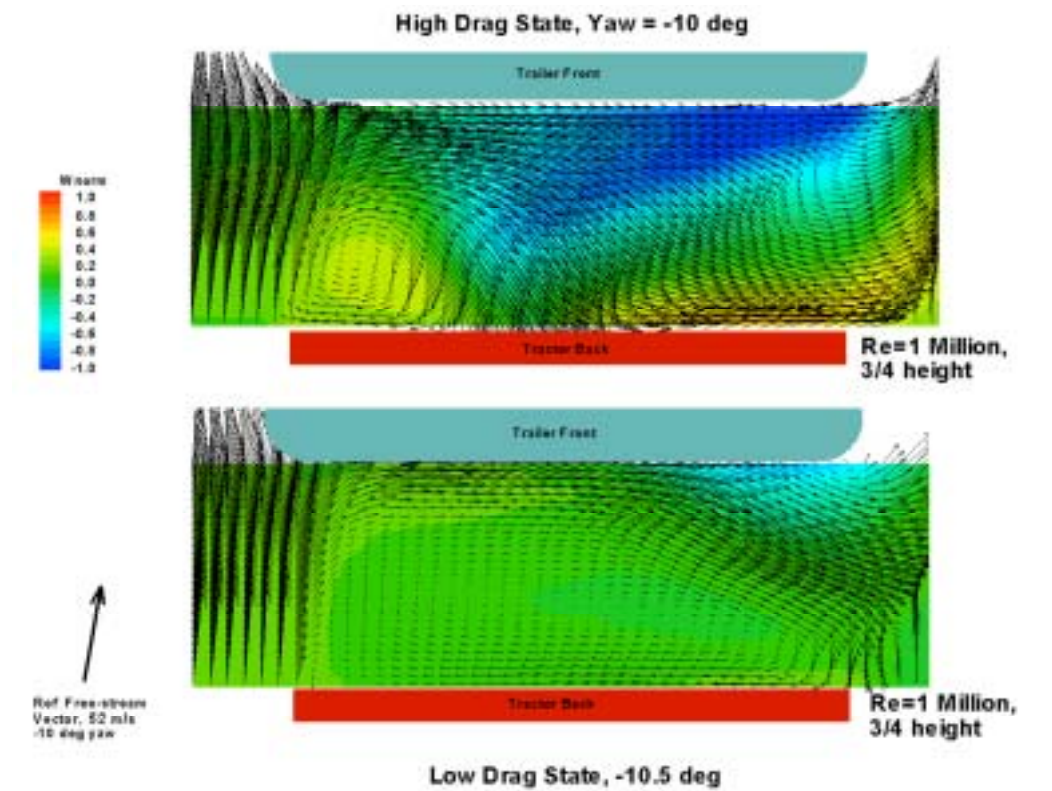 High Drag State, Yaw = -10 deg
Trailer Front
Wnorm
1.0
0.8
0.6
0.4
0.2
0.0
-0.2
-0.4
-0.6
-0.8
-1.0
Tractor Back
Re=1 Million,
3/4 height
Trailer Front
Ref Free-stream
Vector, 52 m/s
-10 deg yaw
Tractor Back
Re=1 Million,
3/4 height
Low Drag State, -10.5 deg